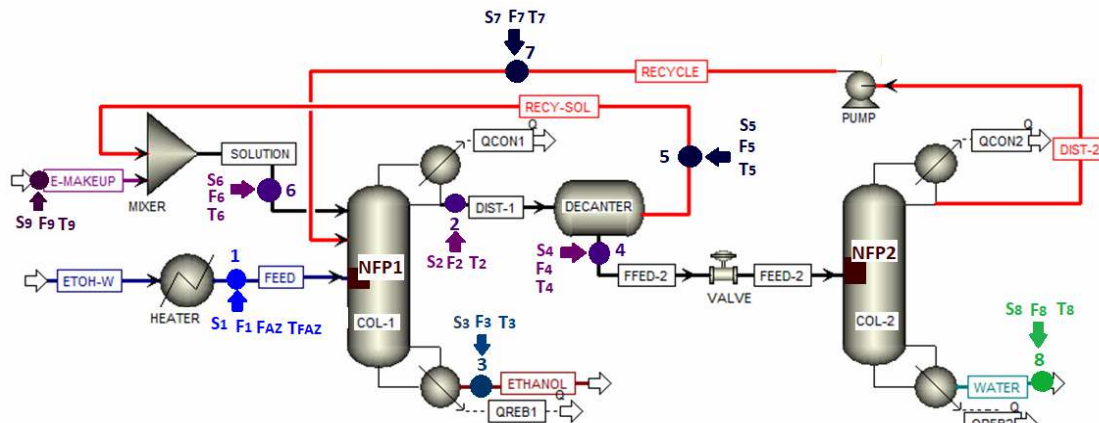 S7 F7 T7
7
RECYCLE
PUMP
RECY-SOL
Q
QCON1
Q
QCON2
DIST-2
SOLUTION
S5
F5
T5
5
E-MAKEUP
MIXER
S9 F9 T9
S6
F6
T6
6
2
DIST-1
DECANTER
S2 F2 T2
S4
F4
T4
4
1
ETOH-W
FEED
HEATER
S1 F1 FAZ TFAZ
NFP1
COL-1
FFED-2
VALVE
FEED-2
NFP2
COL-2
S3 F3 T3
3
ETHANOL
Q
QREB1
S8 F8 T8
8
WATER
Q
QREB2